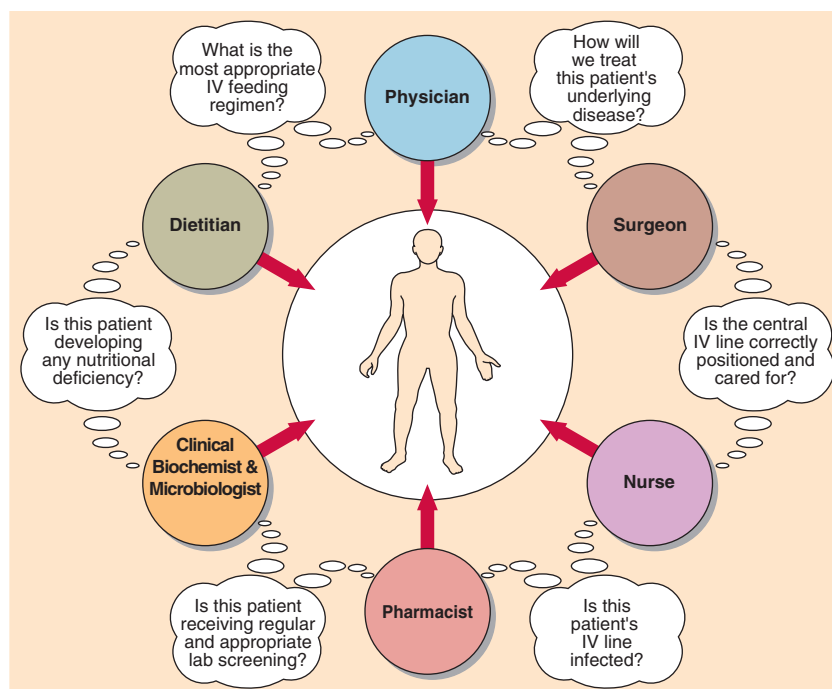 What is the
most appropriate
IV feeding
regimen?
Physician
How will
we treat
this patient's
underlying
disease?
Dietitian
Surgeon
Is this patient
developing
any nutritional
deficiency?
Is the central
IV line correctly
positioned and
cared for?
Clinical
Biochemist &
Microbiologist
Nurse
Is this patient
receiving regular
and appropriate
lab screening?
Pharmacist
Is this
patient's
IV line
infected?